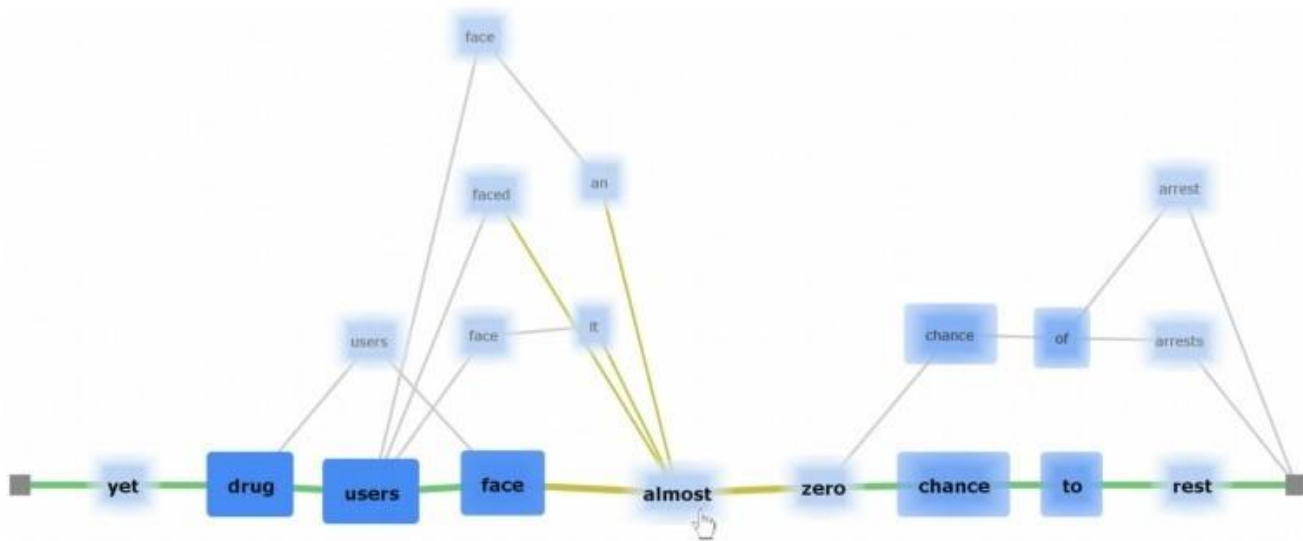 face
faced
an
arrest
users
face
it
chance
of
arrests
yet drug users face almost zero chance to rest